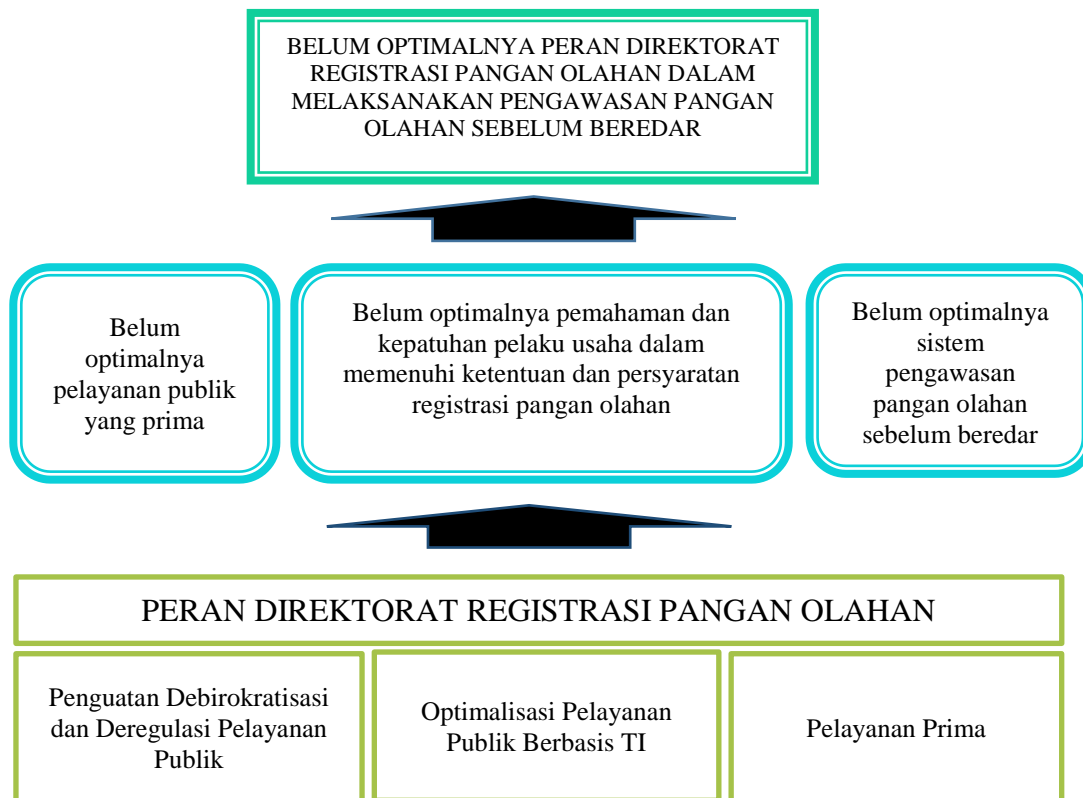 BELUM OPTIMALNYA PERAN DIREKTORAT
REGISTRASI PANGAN OLAHAN DALAM
MELAKSANAKAN PENGAWASAN PANGAN
OLAHAN SEBELUM BEREDAR
Belum
optimalnya
pelayanan publik
yang prima
Belum optimalnya pemahaman dan
kepatuhan pelaku usaha dalam
memenuhi ketentuan dan persyaratan
registrasi pangan olahan
Belum optimalnya
sistem
pengawasan
pangan olahan
sebelum beredar
PERAN DIREKTORAT REGISTRASI PANGAN OLAHAN
Penguatan Debirokratisasi
dan Deregulasi Pelayanan
Publik
Optimalisasi Pelayanan
Publik Berbasis TI
Pelayanan Prima